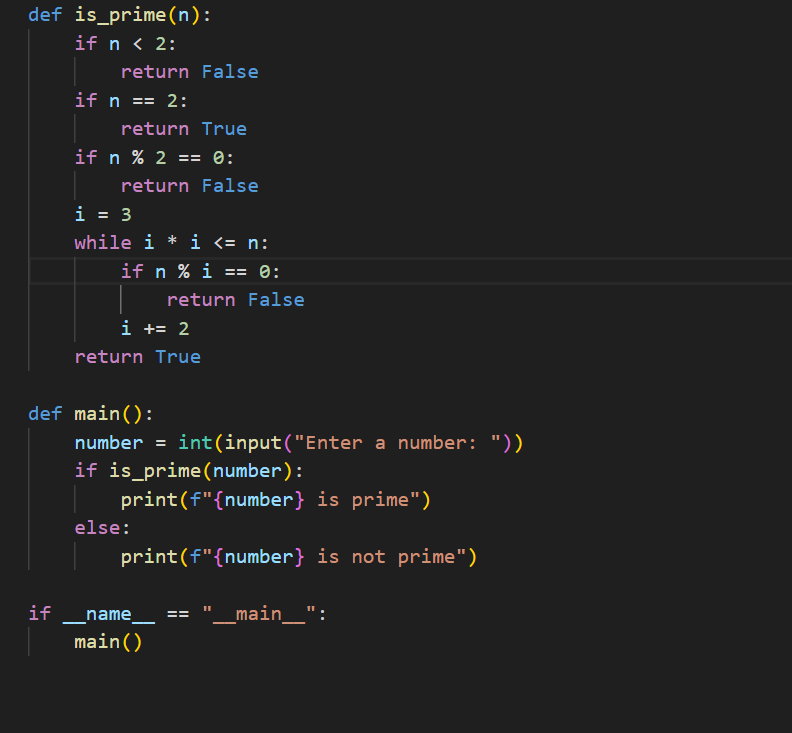 def is_prime(n):
    if n < 2:
        return False
    if n == 2:
        return True
    if n % 2 == 0:
        return False
    i = 3
    while i * i <= n:
        if n % i == 0:
            return False
        i += 2
    return True

def main():
    number = int(input("Enter a number: "))
    if is_prime(number):
        print(f"{number} is prime")
    else:
        print(f"{number} is not prime")

if __name__ == "__main__":
    main()